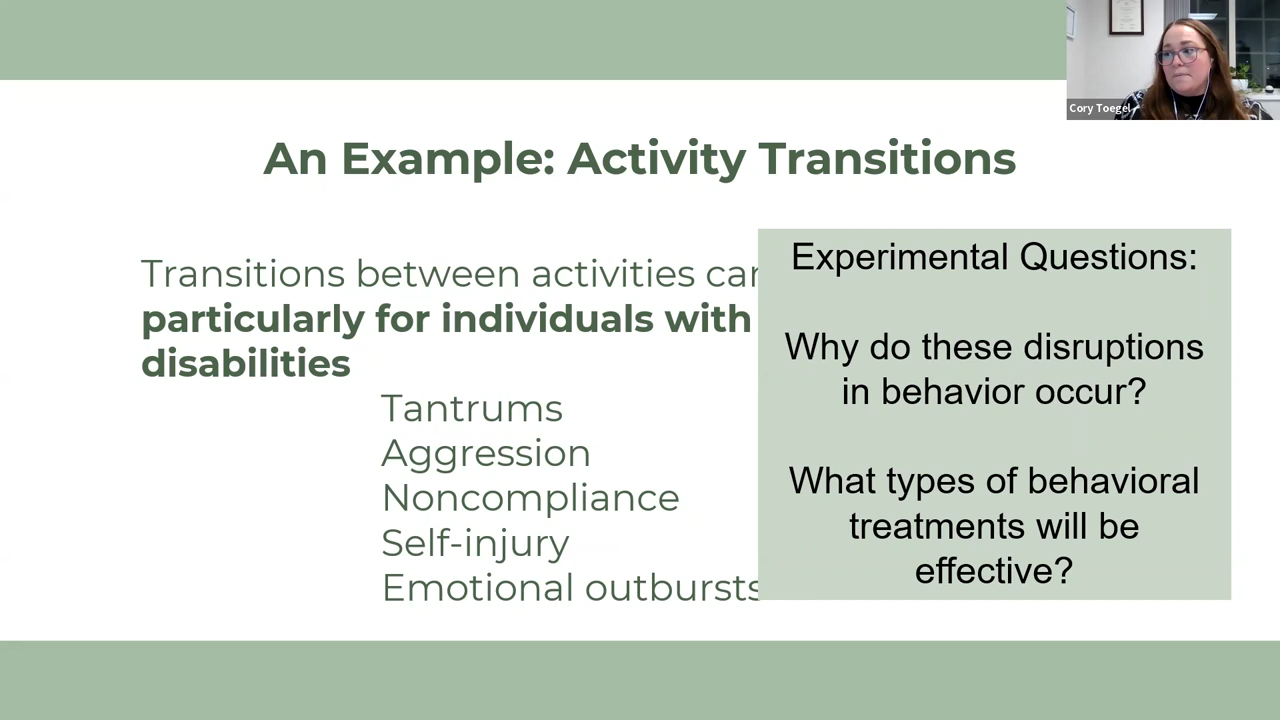 Cory Toegel
An Example: Activity Transitions
Transitions between activities can
particularly for individuals with
disabilities
Tantrums
Aggression
Noncompliance
Self-injury
Emotional outbursts
Experimental Questions:
Why do these disruptions
in behavior occur?
What types of behavioral
treatments will be
effective?